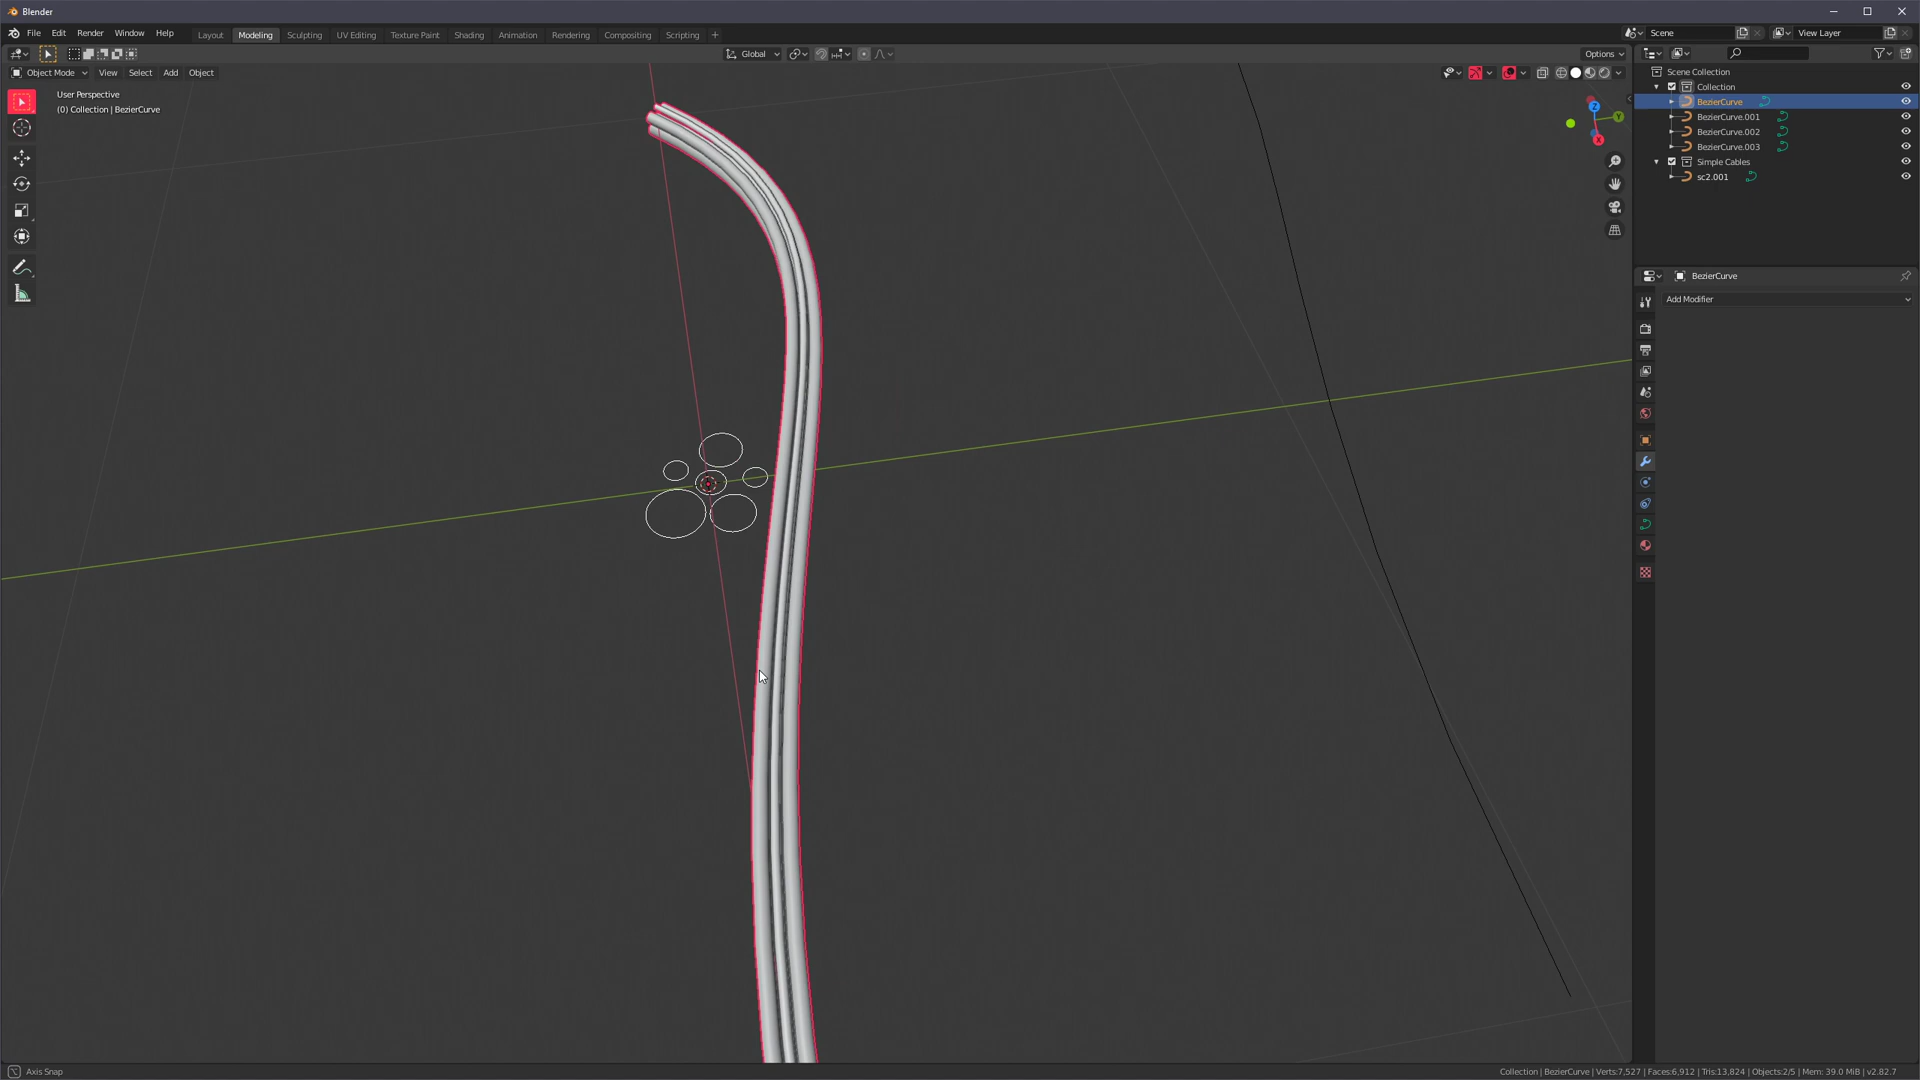 Blender
File Edit Render Window Help Layout Modeling Sculpting UV Editing Texture Paint Shading Animation Rendering Compositing Scripting + Scene View Layer
Global Options
Object Mode View Select Add Object
Scene Collection
User Perspective
(0) Collection | BezierCurve
Collection
BezierCurve
BezierCurve.001
BezierCurve.002
BezierCurve.003
Simple Cables
sc2.001
Z
Y
X
BezierCurve
Add Modifier
Axis Snap
Collection | BezierCurve | Verts:7,527 | Faces:6,912 | Tris:13,824 | Objects:2/5 | Mem: 39.0 MiB | v2.82.7